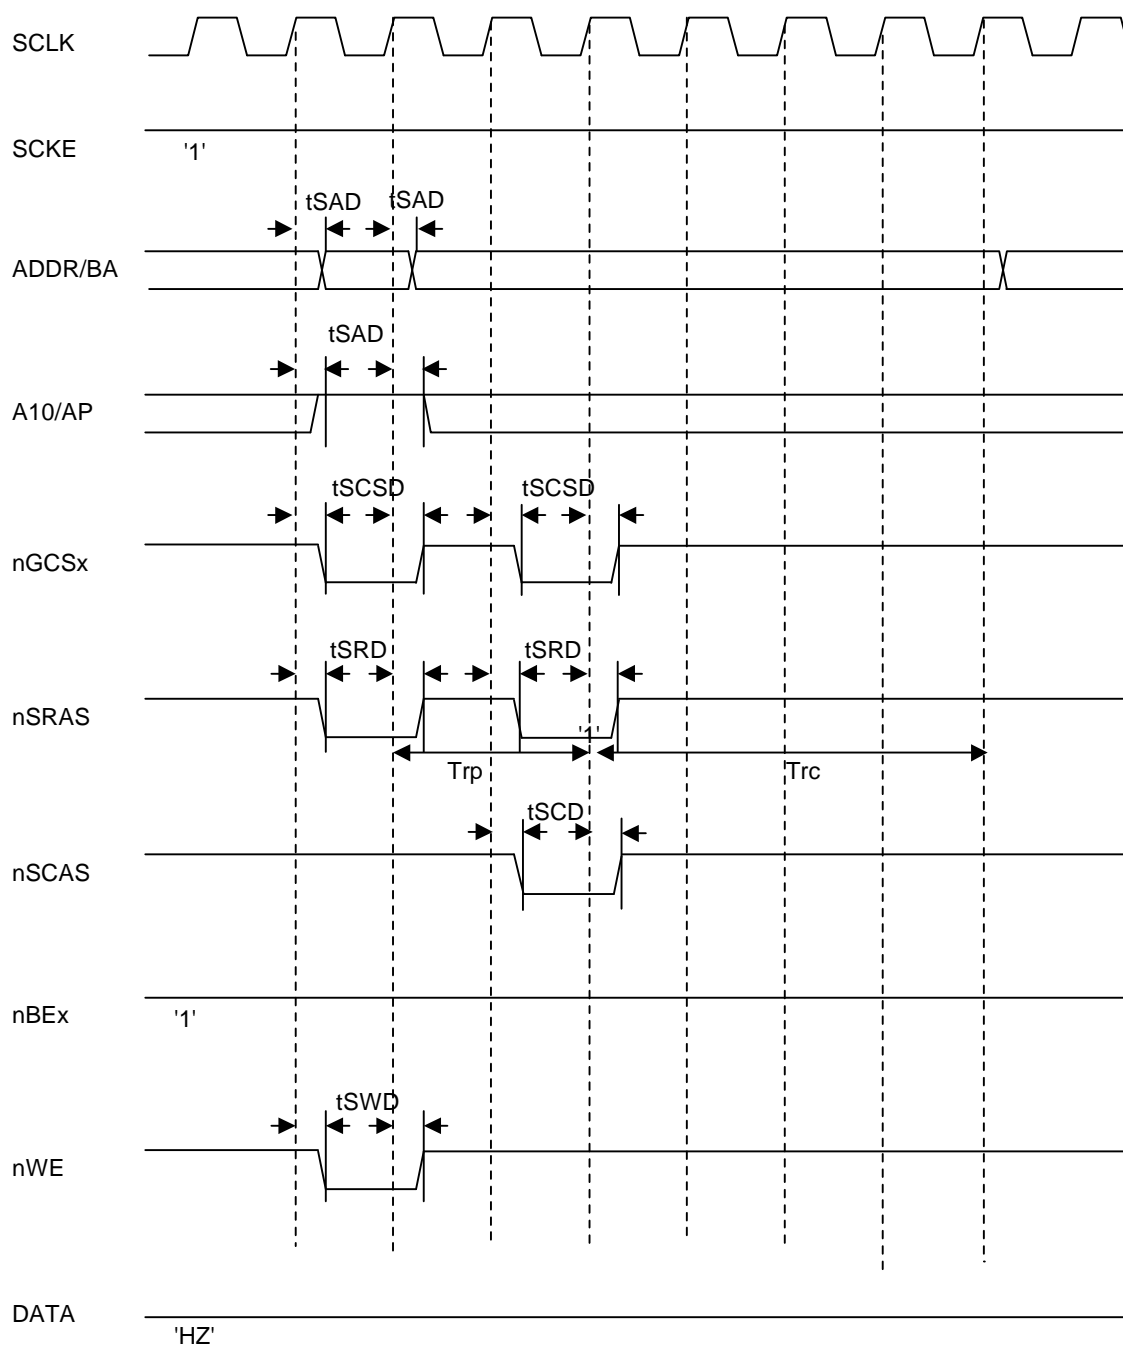 SCLK
SCKE
'1'
tSAD tSAD
ADDR/BA
tSAD
A10/AP
tSCSD tSCSD
nGCSx
tSRD tSRD
nSRAS
'1'
Trp Trc
tSCD
nSCAS
nBEx
'1'
tSWD
nWE
DATA
'HZ'